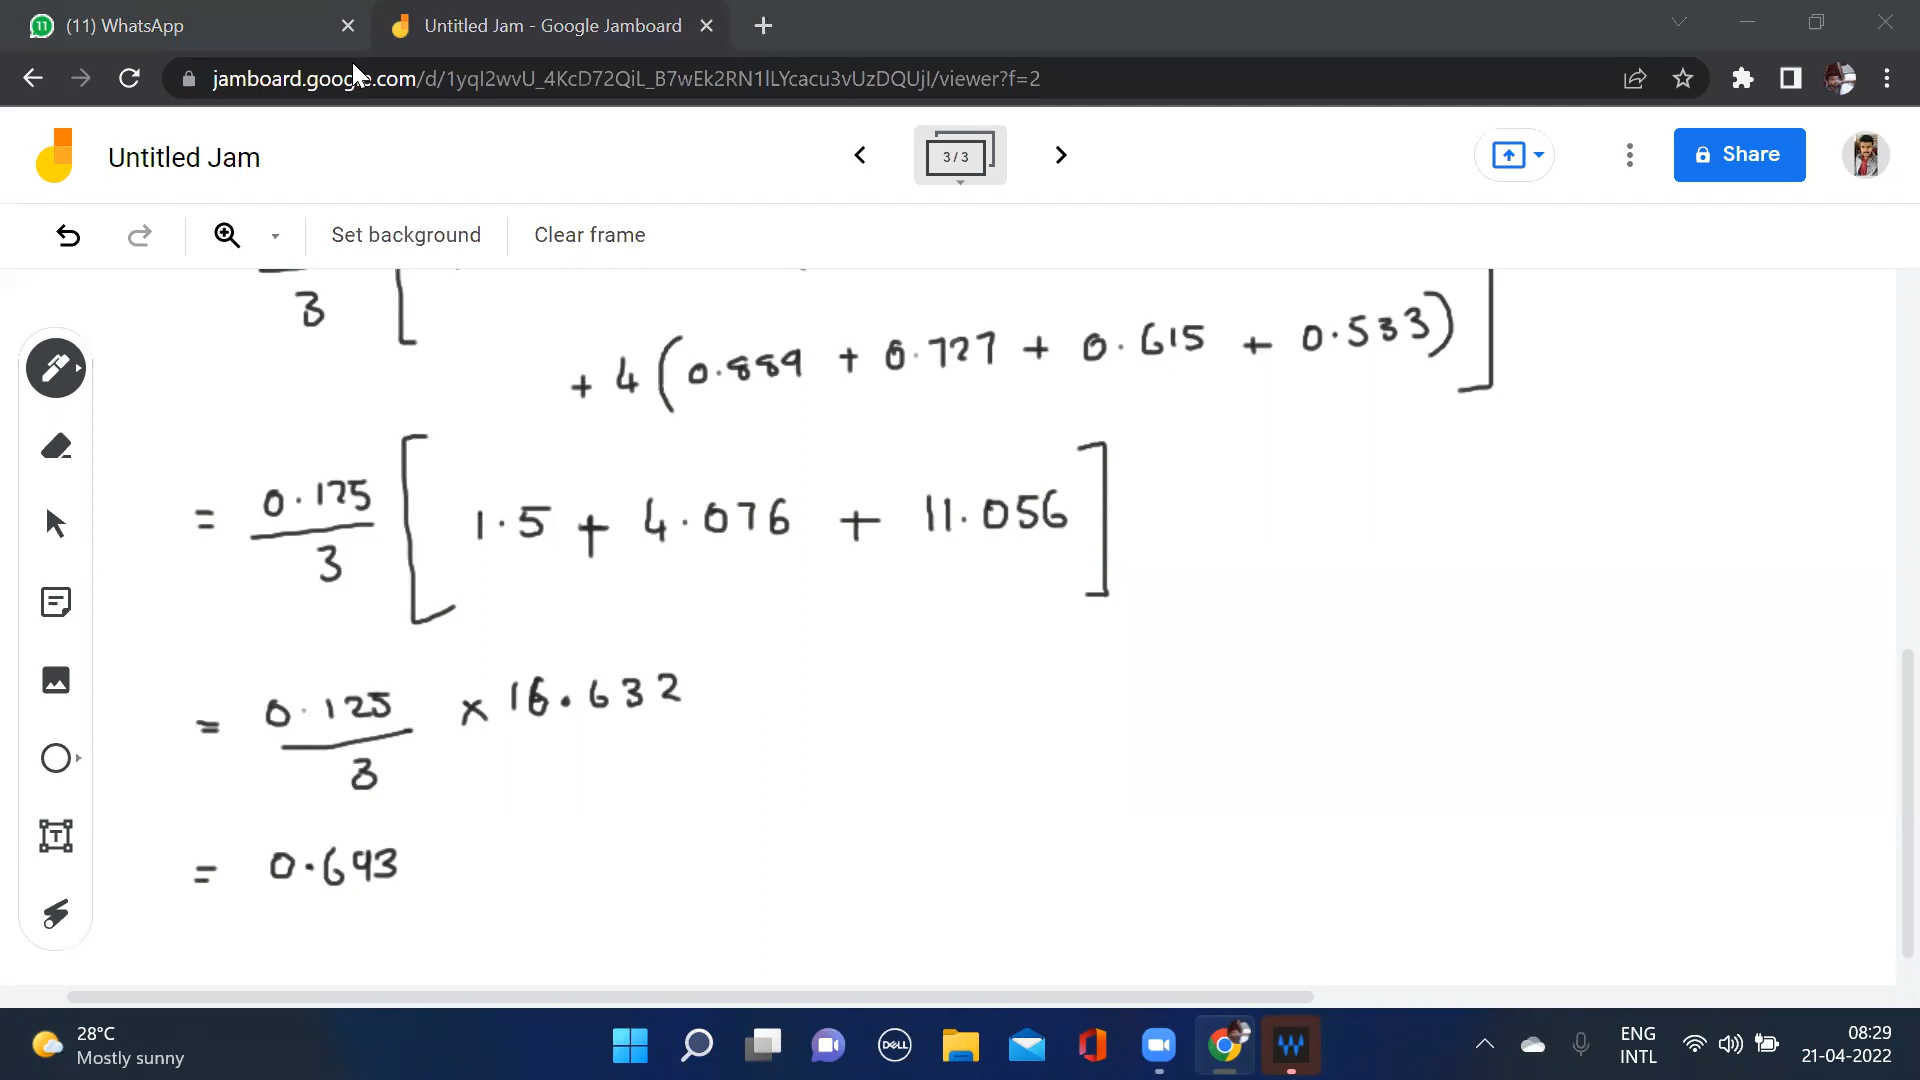 (11) WhatsApp
Untitled Jam - Google Jamboard
jamboard.google.com/d/1yqI2wvU_4KcD72QiL_B7wEk2RN1lLYcacu3vUzDQUjI/viewer?f=2
Untitled Jam
3 / 3
Share
Set background
Clear frame
3
+ 4 (0.889 + 0.727 + 0.615 + 0.533)]
= 0.125/3 [1.5 + 4.076 + 11.056]
= 0.125/3 × 16.632
= 0.693
28°C
Mostly sunny
DELL
ENG
INTL
08:29
21-04-2022